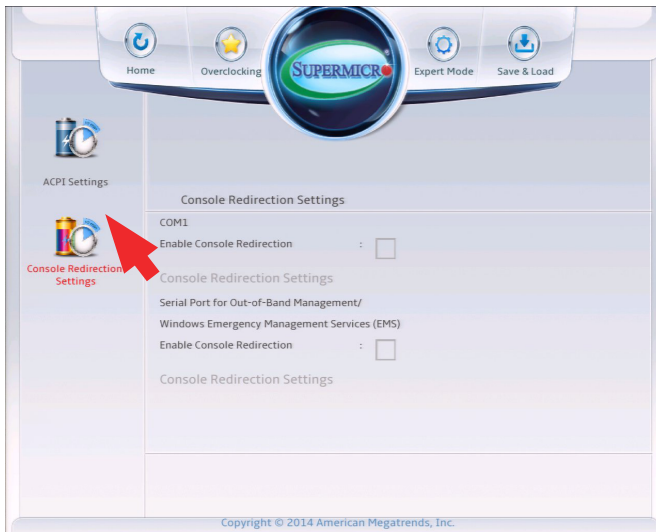 Home
Overclocking
SUPERMICR
Expert Mode
Save & Load
ACPI Settings
Console Redirection
Settings
Console Redirection Settings
COM1
Enable Console Redirection :
Console Redirection Settings
Serial Port for Out-of-Band Management/
Windows Emergency Management Services (EMS)
Enable Console Redirection :
Console Redirection Settings
Copyright © 2014 American Megatrends, Inc.